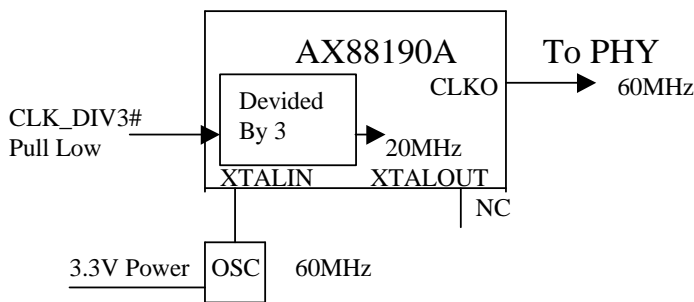 AX88190A
To PHY
CLKO
60MHz
Devided
By 3
CLK_DIV3#
Pull Low
20MHz
XTALIN
XTALOUT
NC
3.3V Power
OSC
60MHz